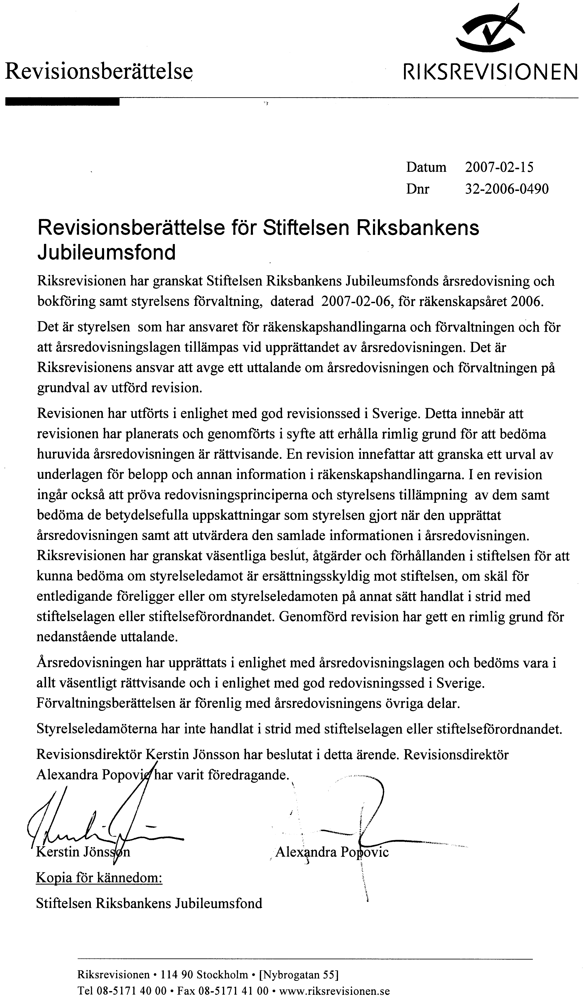 Revisionsberättelse
RIKSREVISIONEN
Datum 2007-02-15
Dnr 32-2006-0490
Revisionsberättelse för Stiftelsen Riksbankens
Jubileumsfond
Riksrevisionen har granskat Stiftelsen Riksbankens Jubileumsfonds årsredovisning och
bokföring samt styrelsens förvaltning, daterad 2007-02-06, för räkenskapsåret 2006.
Det är styrelsen som har ansvaret för räkenskapshandlingarna och förvaltningen och för
att årsredovisningslagen tillämpas vid upprättandet av årsredovisningen. Det är
Riksrevisionens ansvar att avge ett uttalande om årsredovisningen och förvaltningen på
grundval av utförd revision.
Revisionen har utförts i enlighet med god revisionssed i Sverige. Detta innebär att
revisionen har planerats och genomförts i syfte att erhålla rimlig grund för att bedöma
huruvida årsredovisningen är rättvisande. En revision innefattar att granska ett urval av
underlagen för belopp och annan information i räkenskapshandlingarna. I en revision
ingår också att pröva redovisningsprinciperna och styrelsens tillämpning av dem samt
bedöma de betydelsefulla uppskattningar som styrelsen gjort när den upprättat
årsredovisningen samt att utvärdera den samlade informationen i årsredovisningen.
Riksrevisionen har granskat väsentliga beslut, åtgärder och förhållanden i stiftelsen för att
kunna bedöma om styrelseledamot är ersättningsskyldig mot stiftelsen, om skäl för
entledigande föreligger eller om styrelseledamoten på annat sätt handlat i strid med
stiftelselagen eller stiftelseförordnandet. Genomförd revision har gett en rimlig grund för
nedanstående uttalande.
Årsredovisningen har upprättats i enlighet med årsredovisningslagen och bedöms vara i
allt väsentligt rättvisande och i enlighet med god redovisningssed i Sverige.
Förvaltningsberättelsen är förenlig med årsredovisningens övriga delar.
Styrelseledamöterna har inte handlat i strid med stiftelselagen eller stiftelseförordnandet.
Revisionsdirektör Kerstin Jönsson har beslutat i detta ärende. Revisionsdirektör
Alexandra Popovic har varit föredragande.
Kerstin Jönsson Alexandra Popovic
Kopia för kännedom:
Stiftelsen Riksbankens Jubileumsfond
Riksrevisionen • 114 90 Stockholm • [Nybrogatan 55]
Tel 08-5171 40 00 • Fax 08-5171 41 00 • www.riksrevisionen.se